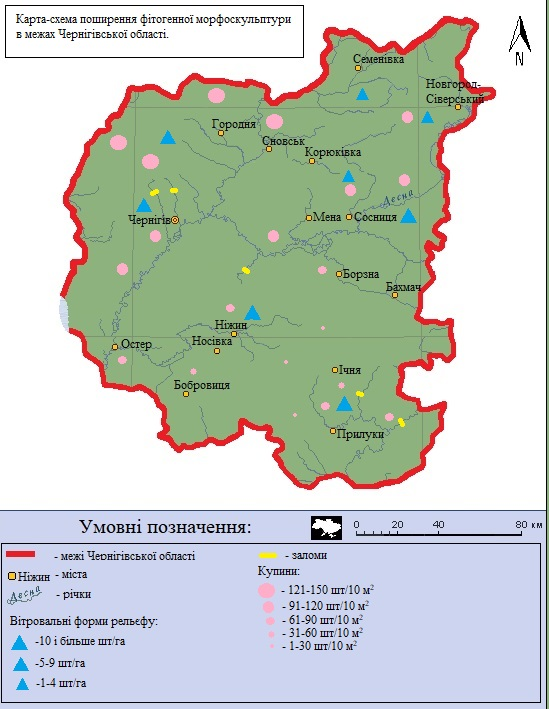 Карта-схема поширення фітогенної морфоскульптури
в межах Чернігівської області.
N
Семенівка
Новгород-
Сіверський
Городня
Сновськ
Корюківка
Десна
Чернігів
Мена
Сосниця
Борзна
Бахмач
Ніжин
Носівка
Остер
Ічня
Бобровиця
Прилуки
Умовні позначення:
0 20 40 80 км
- межі Чернігівської області
Ніжин - міста
Десна - річки
Вітровальні форми рельєфу:
-10 і більше шт/га
-5-9 шт/га
-1-4 шт/га
- заломи
Купини:
- 121-150 шт/10 м²
- 91-120 шт/10 м²
- 61-90 шт/10 м²
- 31-60 шт/10 м²
- 1-30 шт/10 м²